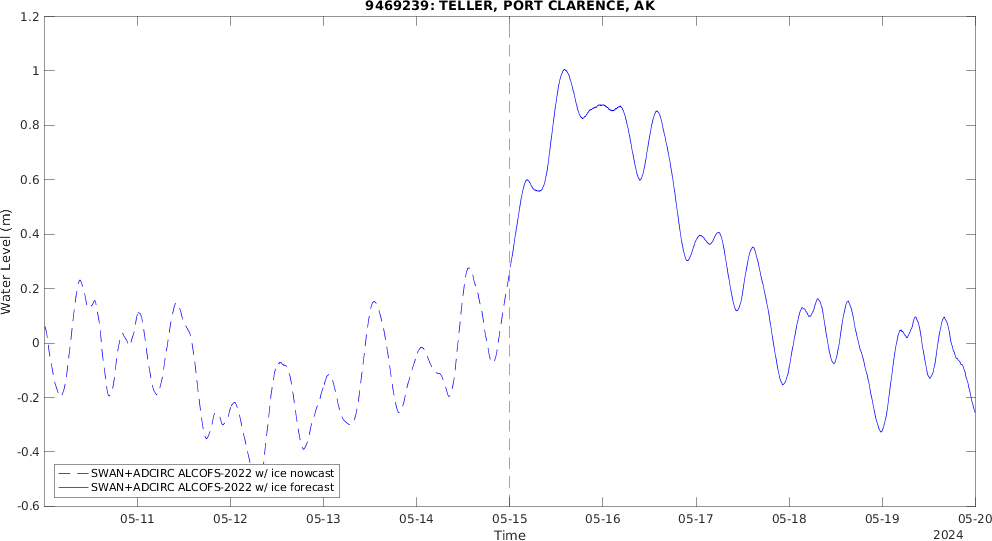 9469239: TELLER, PORT CLARENCE, AK
1.2
1
0.8
0.6
0.4
0.2
0
-0.2
-0.4
-0.6
Water Level (m)
SWAN+ADCIRC ALCOFS-2022 w/ ice nowcast
SWAN+ADCIRC ALCOFS-2022 w/ ice forecast
05-11 05-12 05-13 05-14 05-15 05-16 05-17 05-18 05-19 05-20
Time
2024